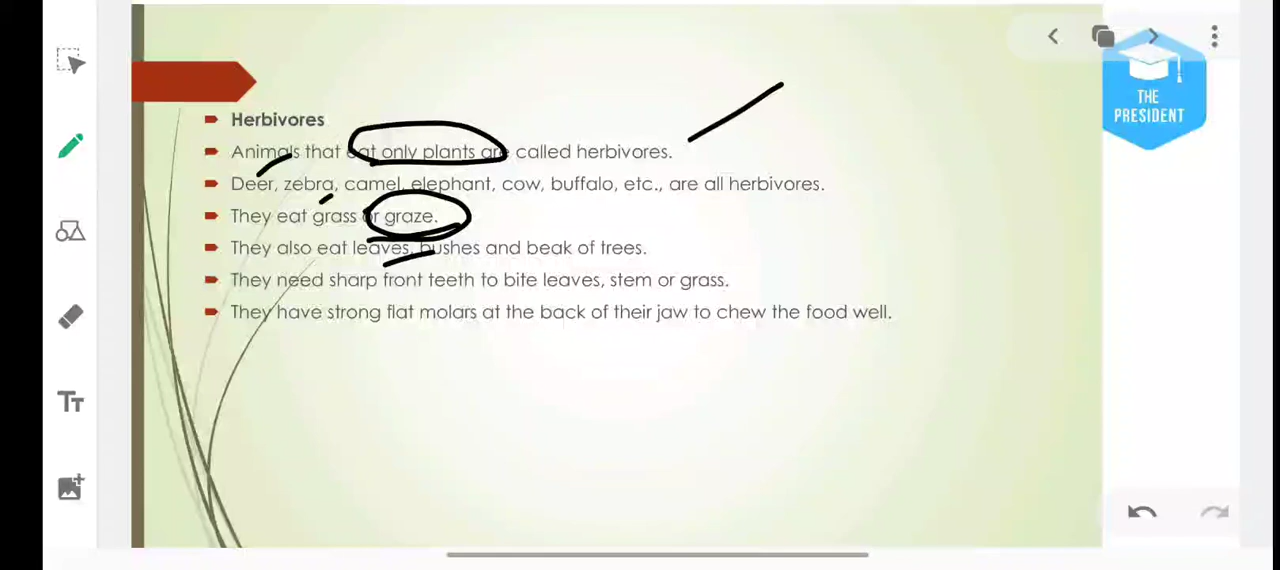 Herbivores
Animals that eat only plants are called herbivores.
Deer, zebra, camel, elephant, cow, buffalo, etc., are all herbivores.
They eat grass or graze.
They also eat leaves, bushes and beak of trees.
They need sharp front teeth to bite leaves, stem or grass.
They have strong flat molars at the back of their jaw to chew the food well.
THE
PRESIDENT
TT